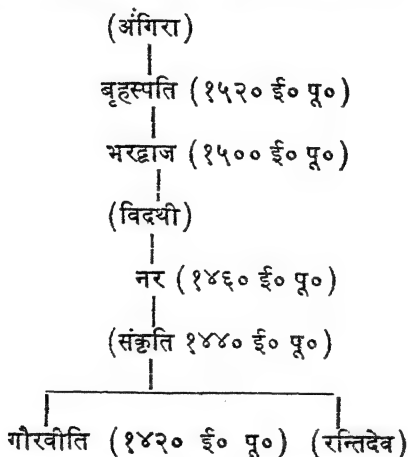 (अंगिरा)
बृहस्पति (१५२० ई० पू०)
भरद्वाज (१५०० ई० पू०)
(विदथी)
नर (१४६० ई० पू०)
(संकृति १४४० ई० पू०)
गौरवीति (१४२० ई० पू०) (रन्तिदेव)